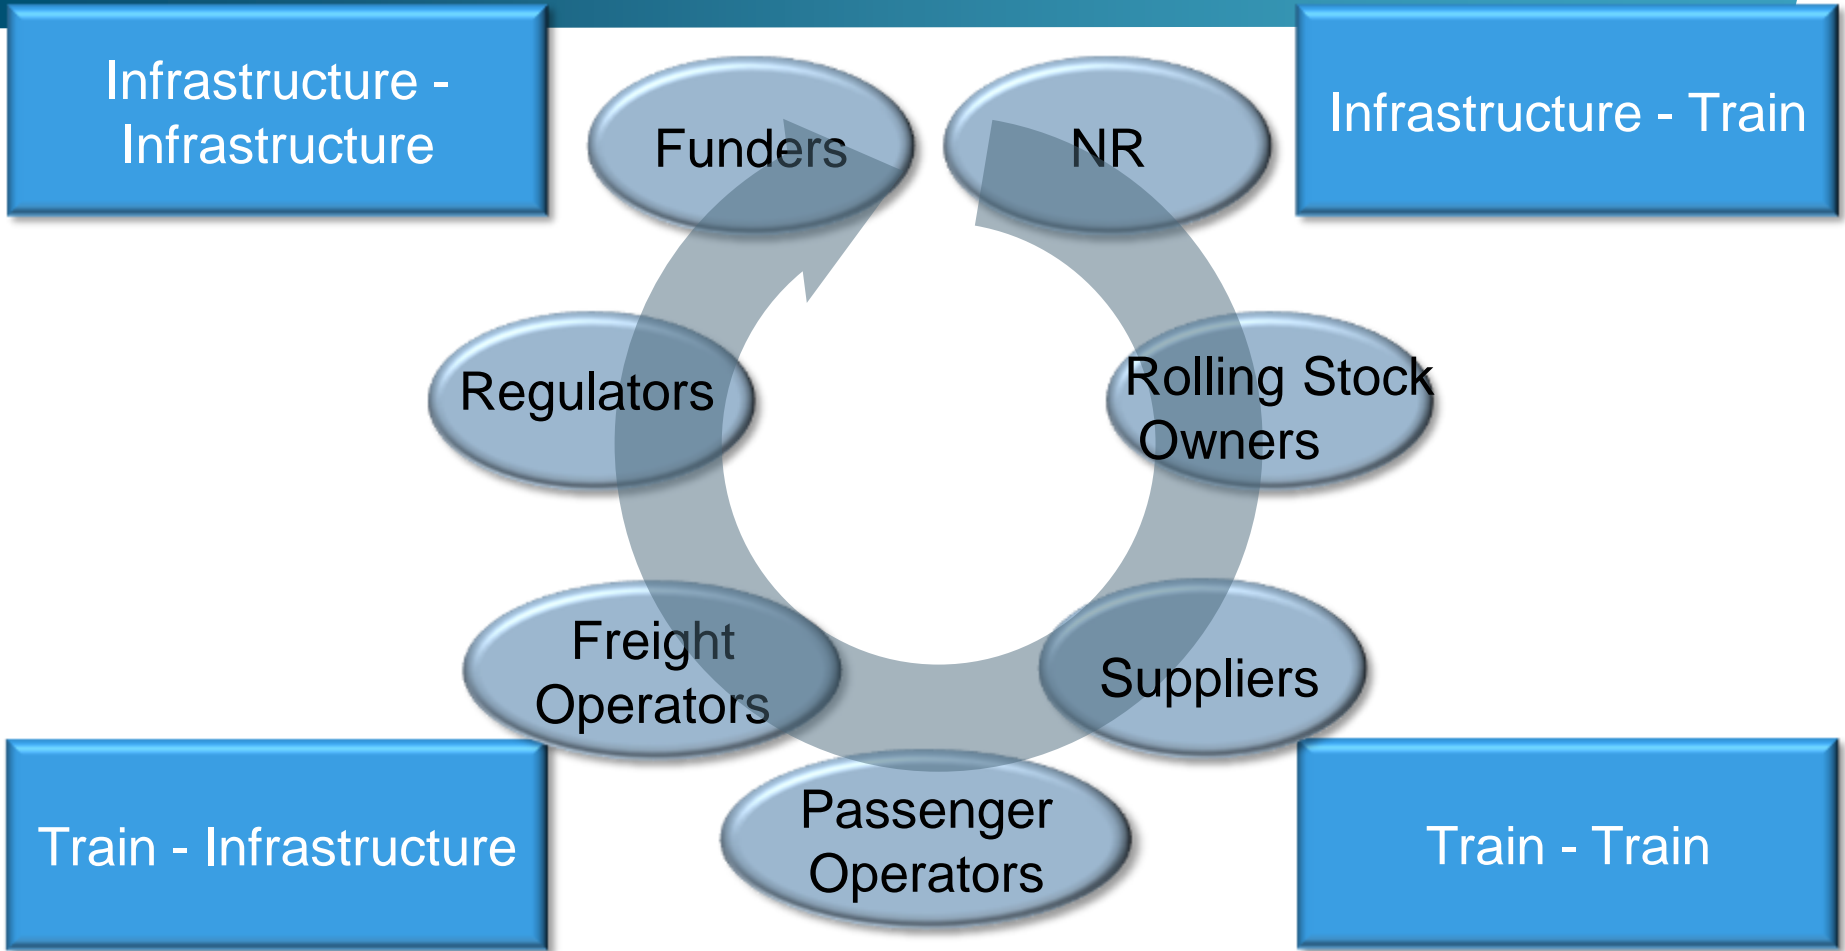 Infrastructure -
Infrastructure
Funders
NR
Infrastructure - Train
Regulators
Rolling Stock
Owners
Freight
Operators
Suppliers
Train - Infrastructure
Passenger
Operators
Train - Train